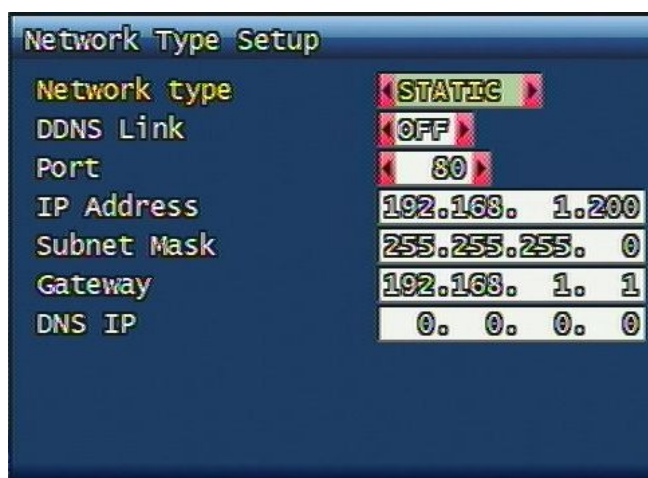 Network Type Setup
Network type STATIC
DDNS Link OFF
Port 80
IP Address 192.168. 1.200
Subnet Mask 255.255.255. 0
Gateway 192.168. 1. 1
DNS IP 0. 0. 0. 0